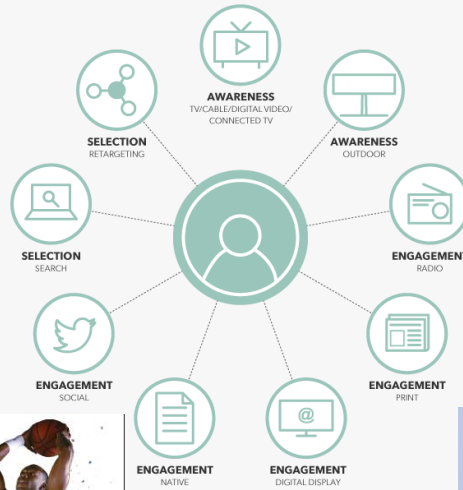 AWARENESS
TV/CABLE/DIGITAL VIDEO/
CONNECTED TV
SELECTION
RETARGETING
AWARENESS
OUTDOOR
SELECTION
SEARCH
ENGAGEMENT
RADIO
ENGAGEMENT
SOCIAL
ENGAGEMENT
PRINT
@
ENGAGEMENT
NATIVE
ENGAGEMENT
DIGITAL DISPLAY